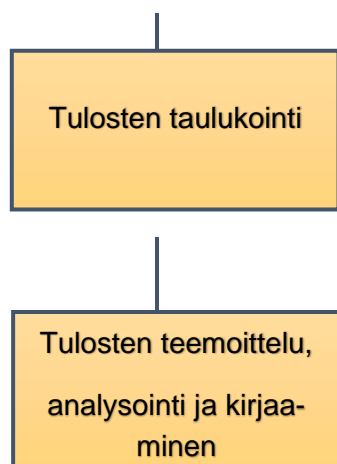 Tulosten taulukointi
Tulosten teemoittelu,
analysointi ja kirjaa-
minen